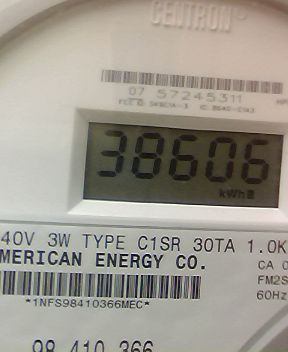 CENTRON®
07 57245311
38606
kWh
40V 3W TYPE C1SR 30TA 1.0K
MERICAN ENERGY CO.
CA 0
FM2S
60Hz
*1NFS98410366MEC*
98 410 366